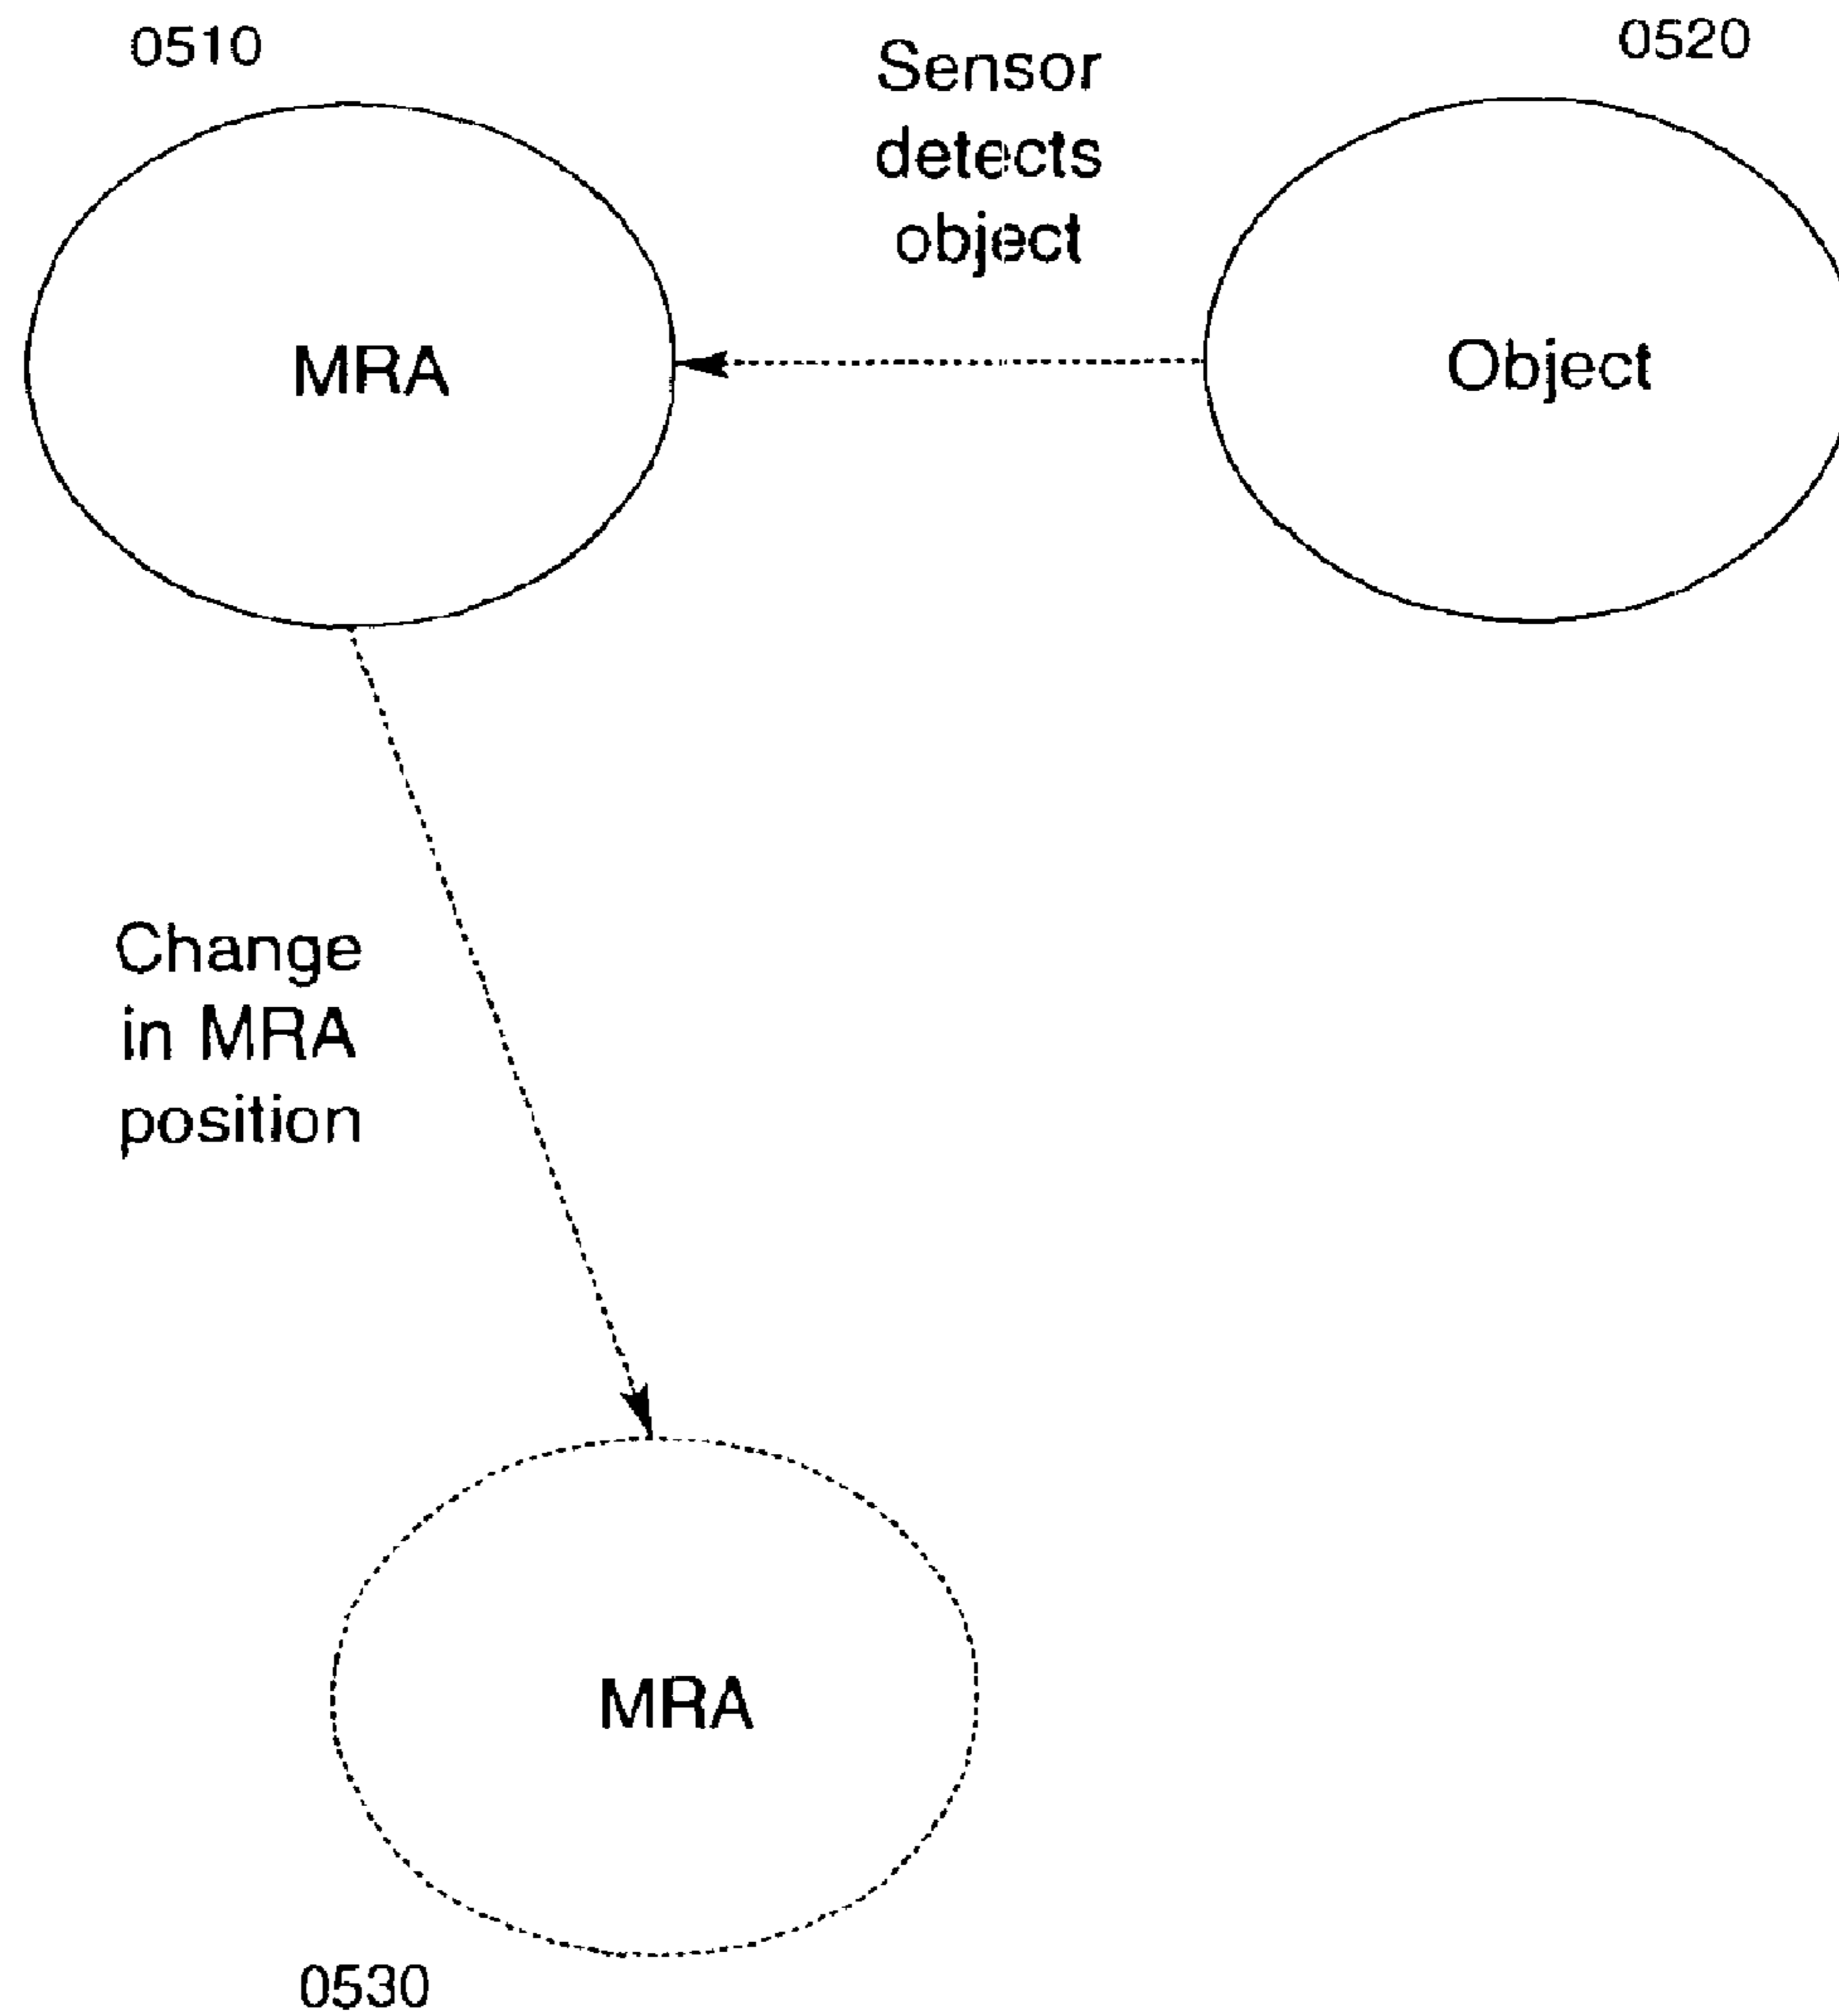 0510
0520
Sensor
detects
object
MRA
Object
Change
in MRA
position
MRA
0530